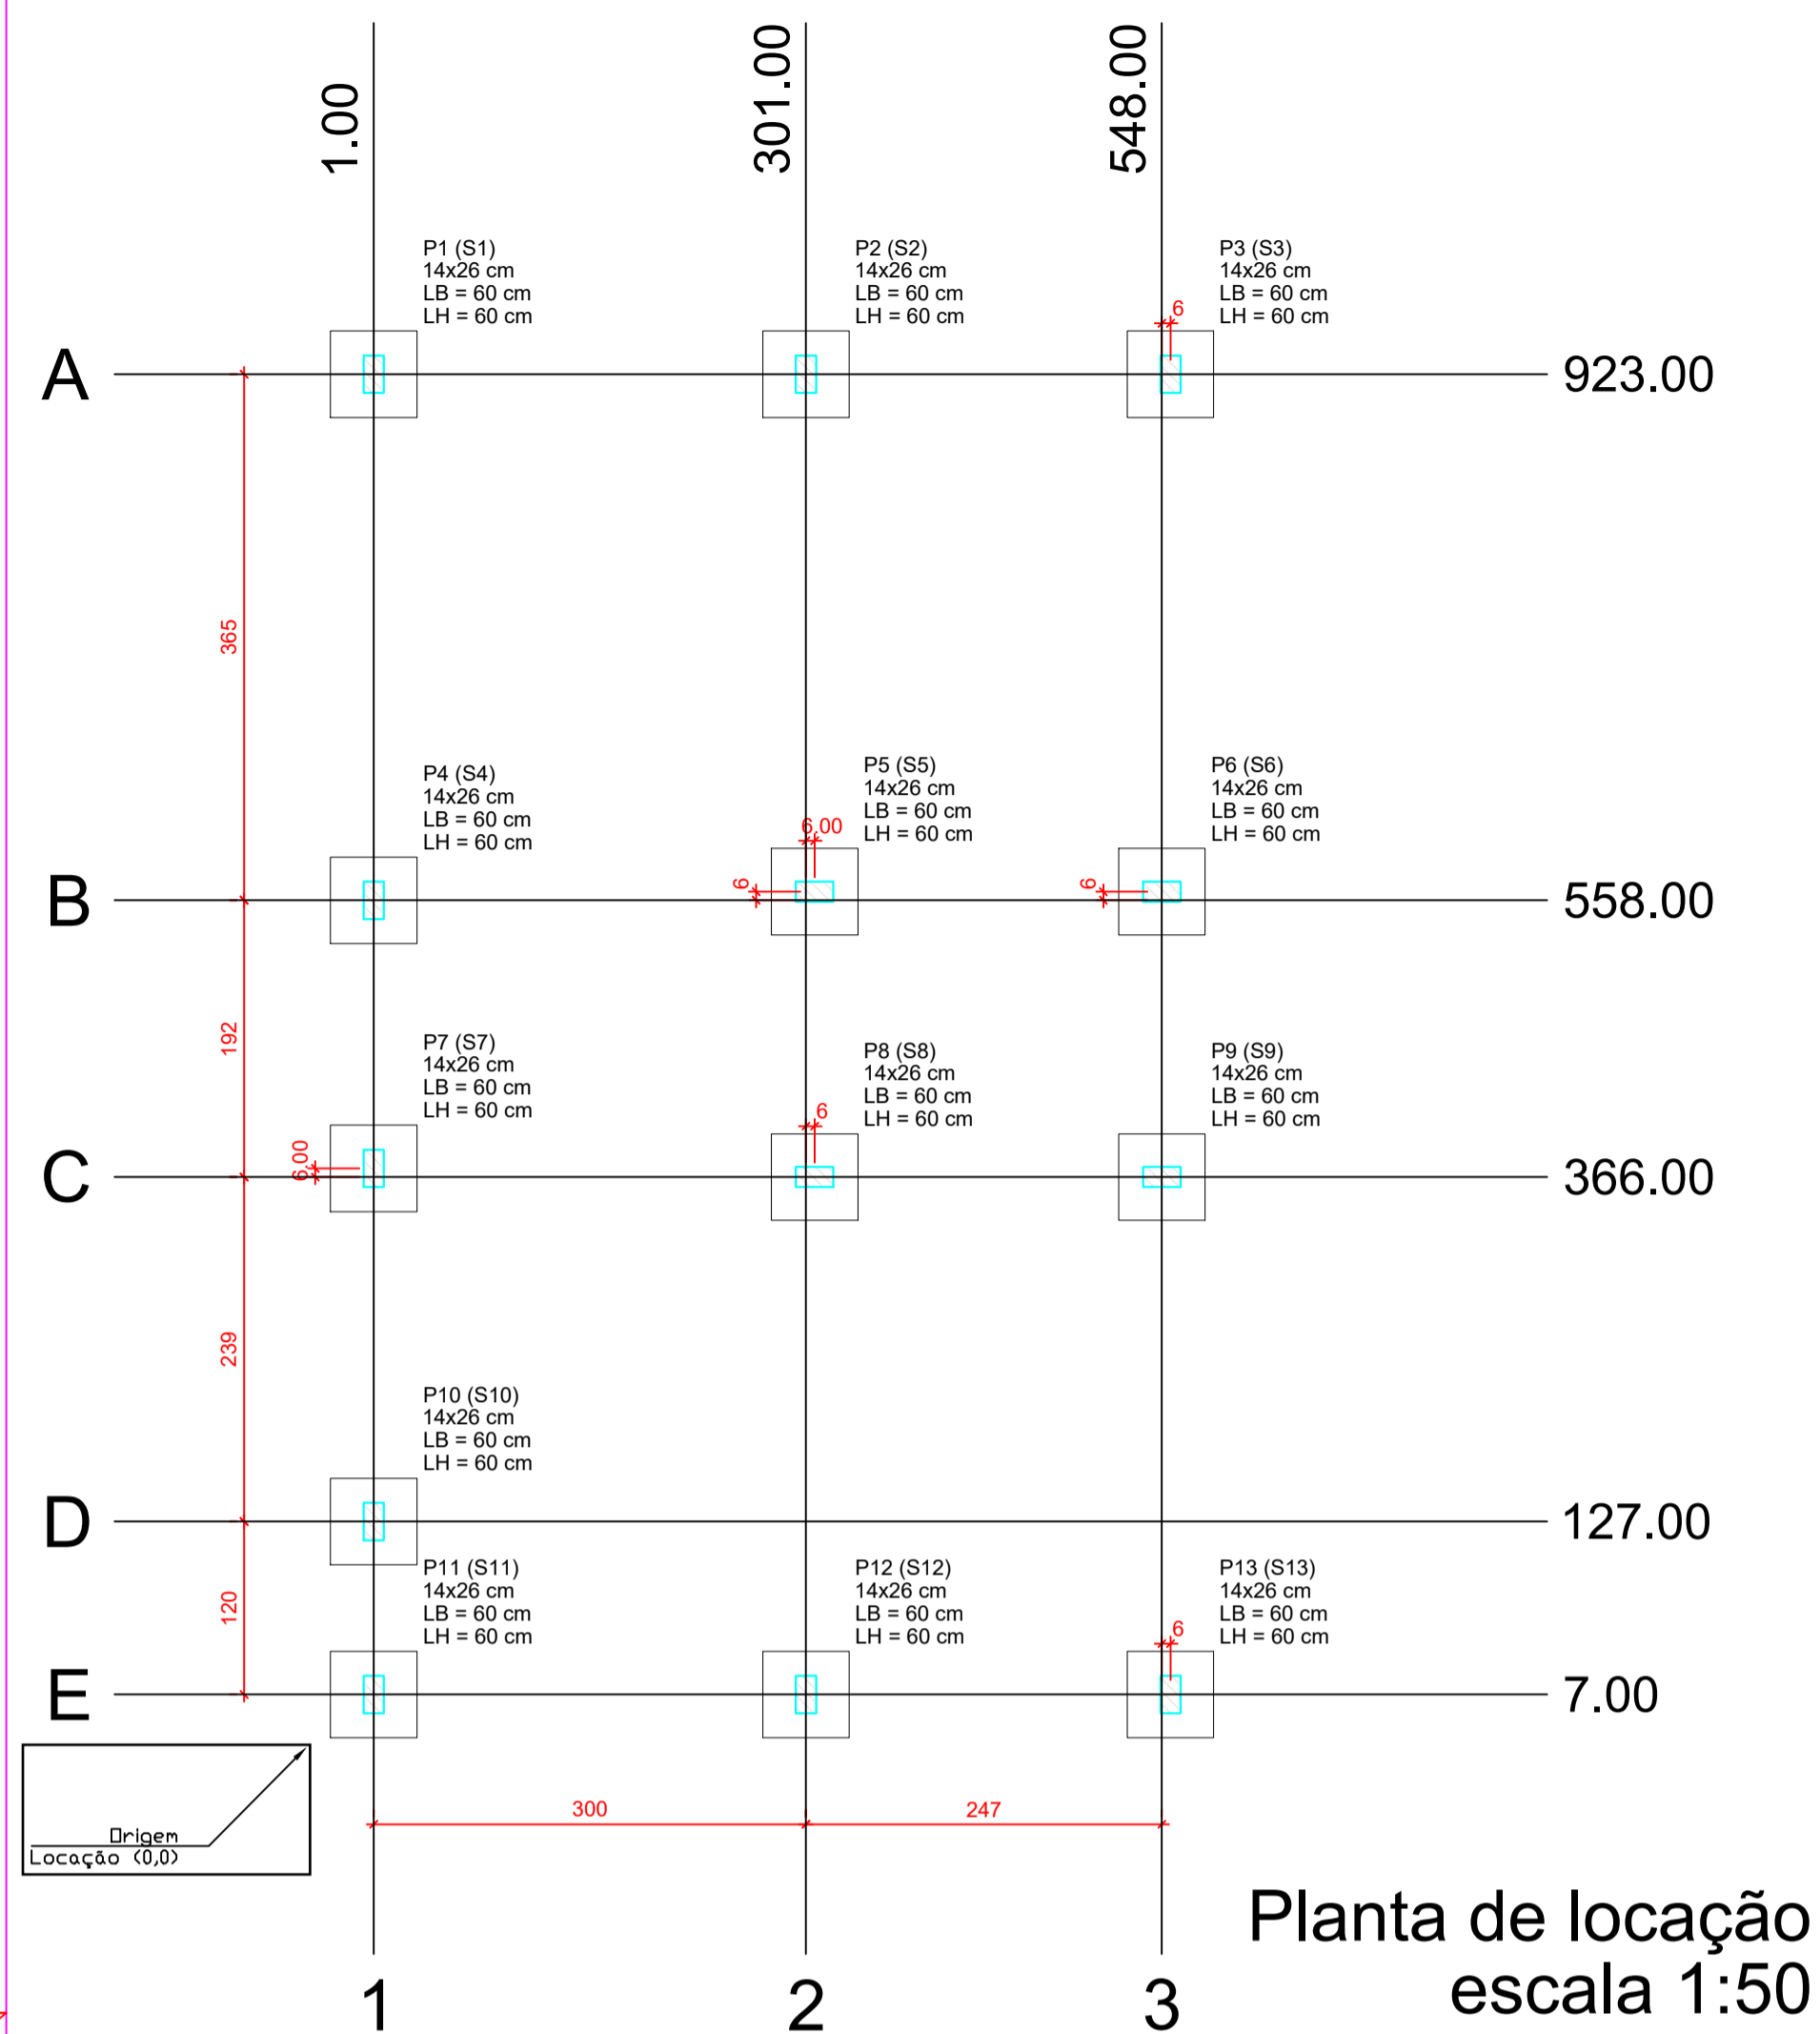 1.00
301.00
548.00
P1 (S1)
14x26 cm
LB = 60 cm
LH = 60 cm
P2 (S2)
14x26 cm
LB = 60 cm
LH = 60 cm
P3 (S3)
14x26 cm
LB = 60 cm
LH = 60 cm
6
A
923.00
365
P4 (S4)
14x26 cm
LB = 60 cm
LH = 60 cm
P5 (S5)
14x26 cm
LB = 60 cm
LH = 60 cm
6,00
6
P6 (S6)
14x26 cm
LB = 60 cm
LH = 60 cm
6
B
558.00
192
P7 (S7)
14x26 cm
LB = 60 cm
LH = 60 cm
6,00
P8 (S8)
14x26 cm
LB = 60 cm
LH = 60 cm
6
P9 (S9)
14x26 cm
LB = 60 cm
LH = 60 cm
C
366.00
239
P10 (S10)
14x26 cm
LB = 60 cm
LH = 60 cm
D
127.00
120
P11 (S11)
14x26 cm
LB = 60 cm
LH = 60 cm
P12 (S12)
14x26 cm
LB = 60 cm
LH = 60 cm
P13 (S13)
14x26 cm
LB = 60 cm
LH = 60 cm
6
E
7.00
300
247
Origem
Locação (0,0)
Planta de locação
escala 1:50
1
2
3